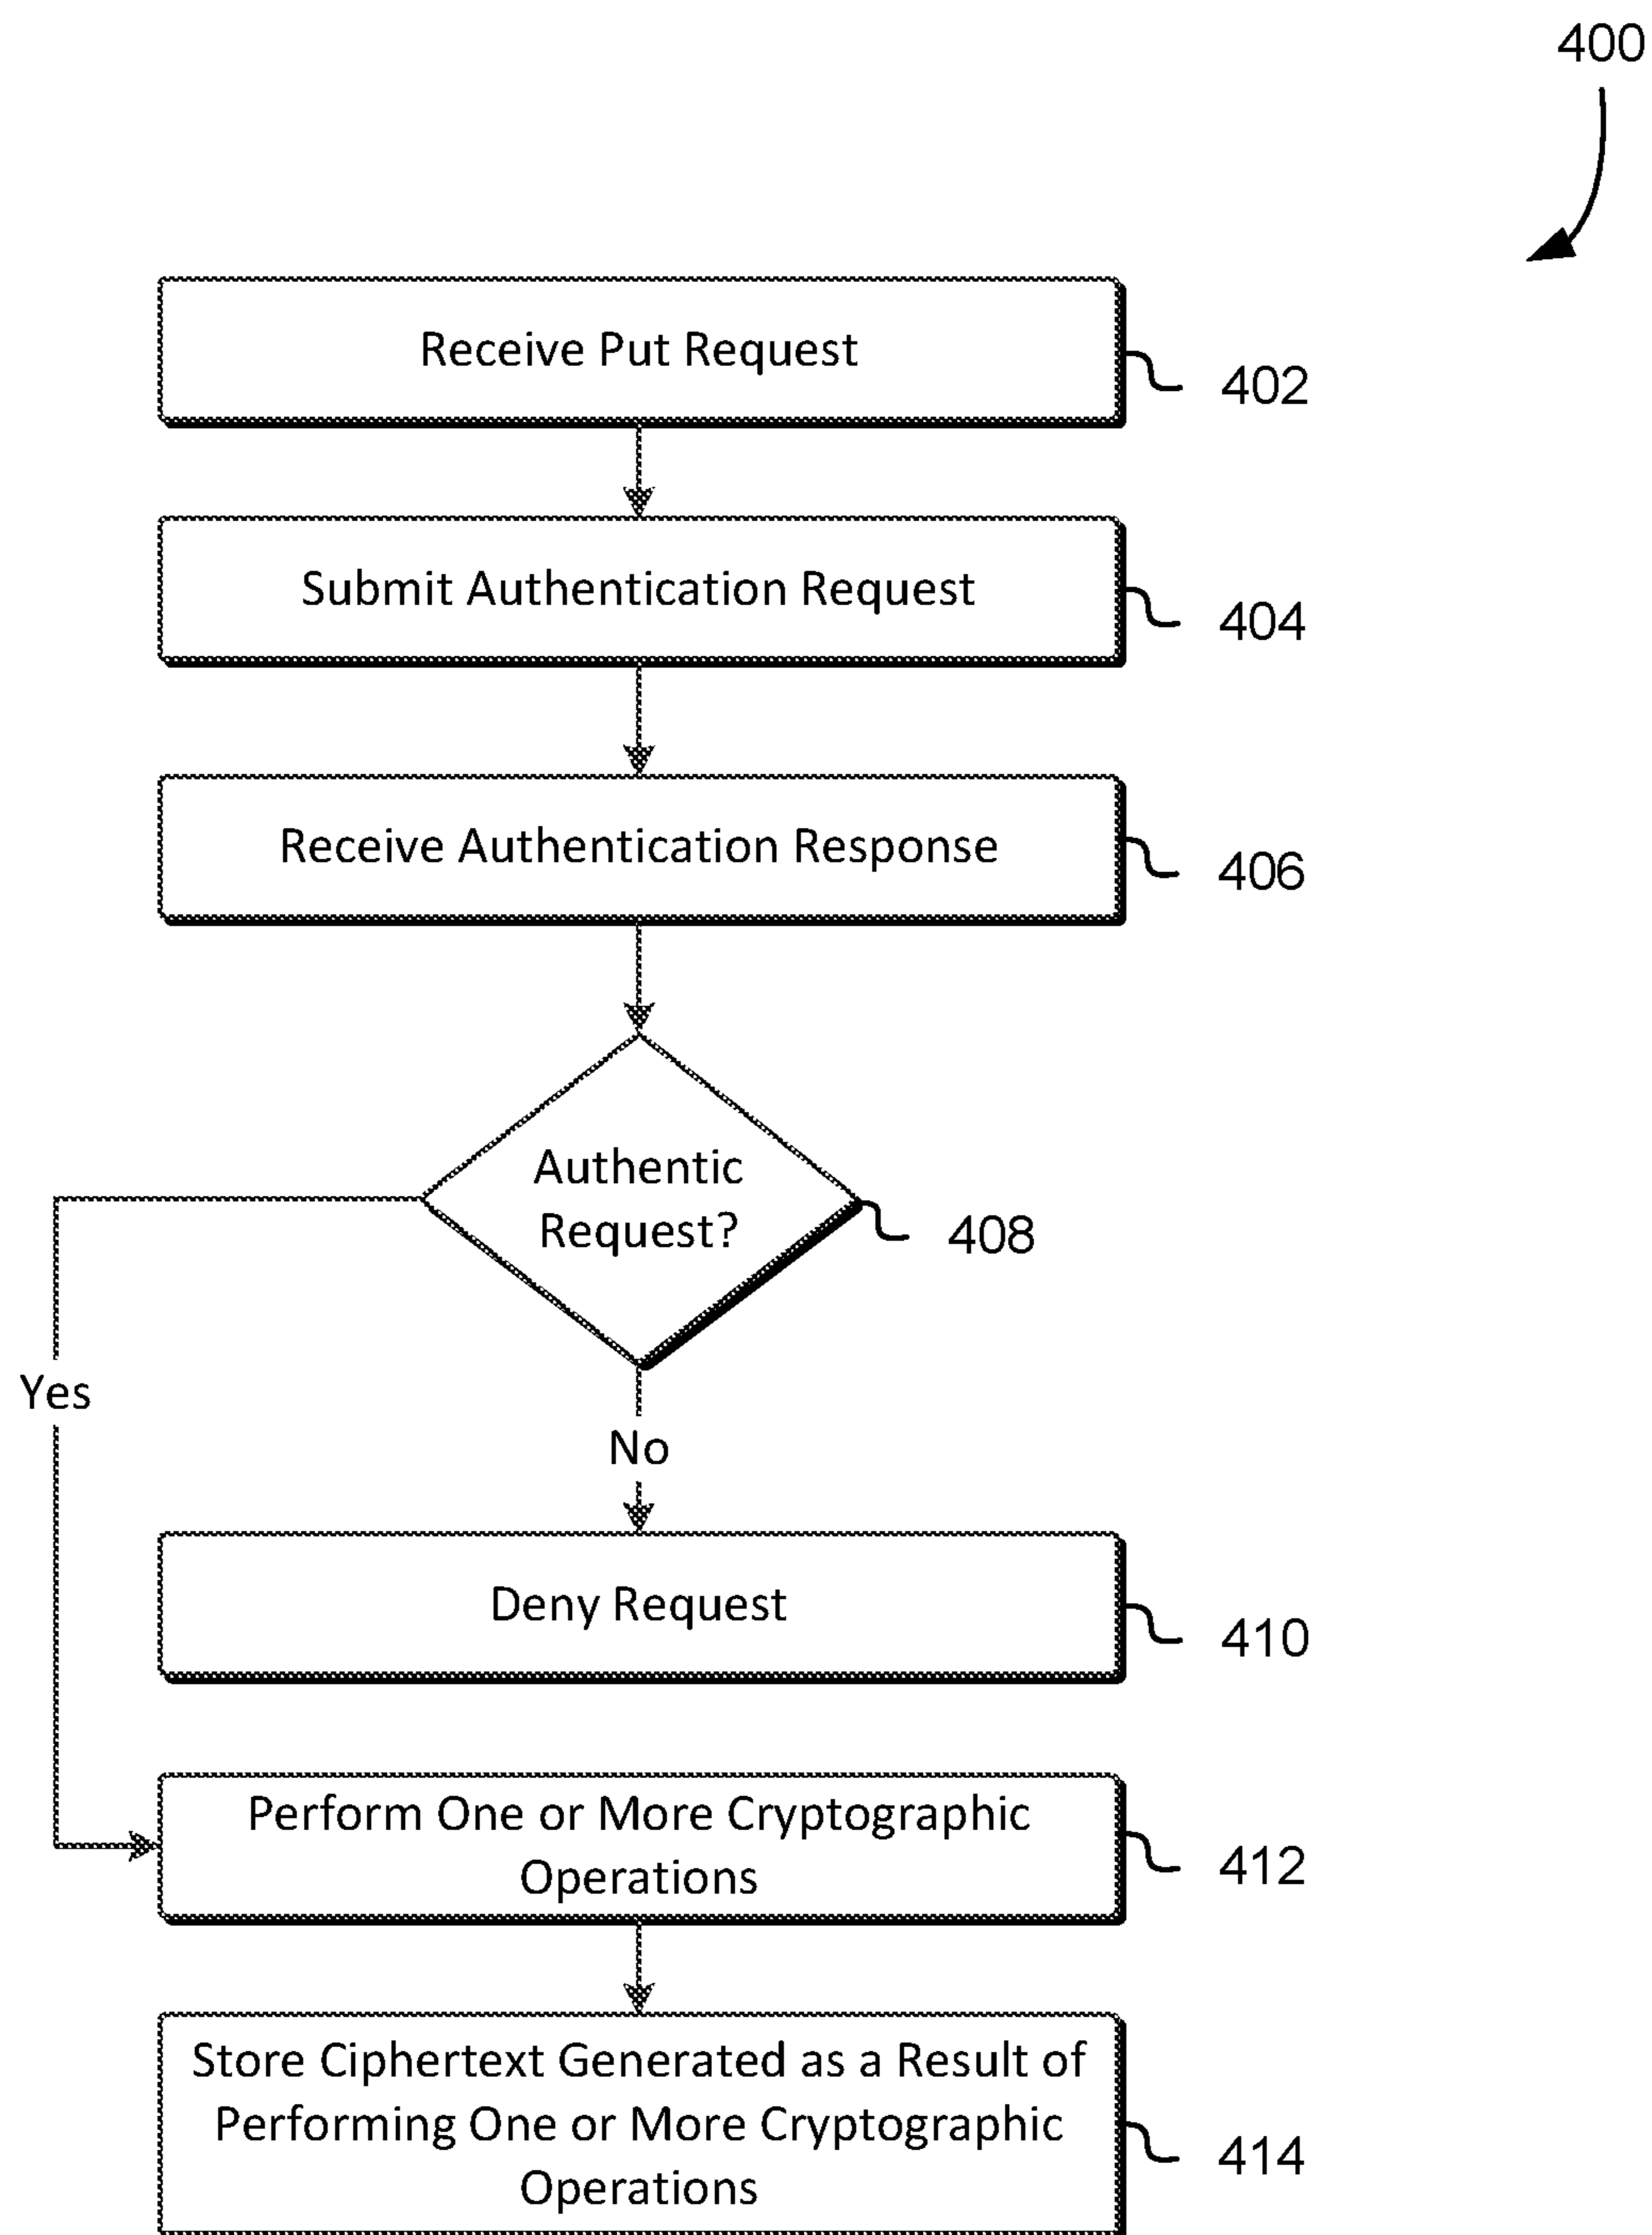 400
Receive Put Request
402
Submit Authentication Request
404
Receive Authentication Response
406
Authentic
Request?
408
Yes
No
Deny Request
410
Perform One or More Cryptographic
Operations
412
Store Ciphertext Generated as a Result of
Performing One or More Cryptographic
Operations
414